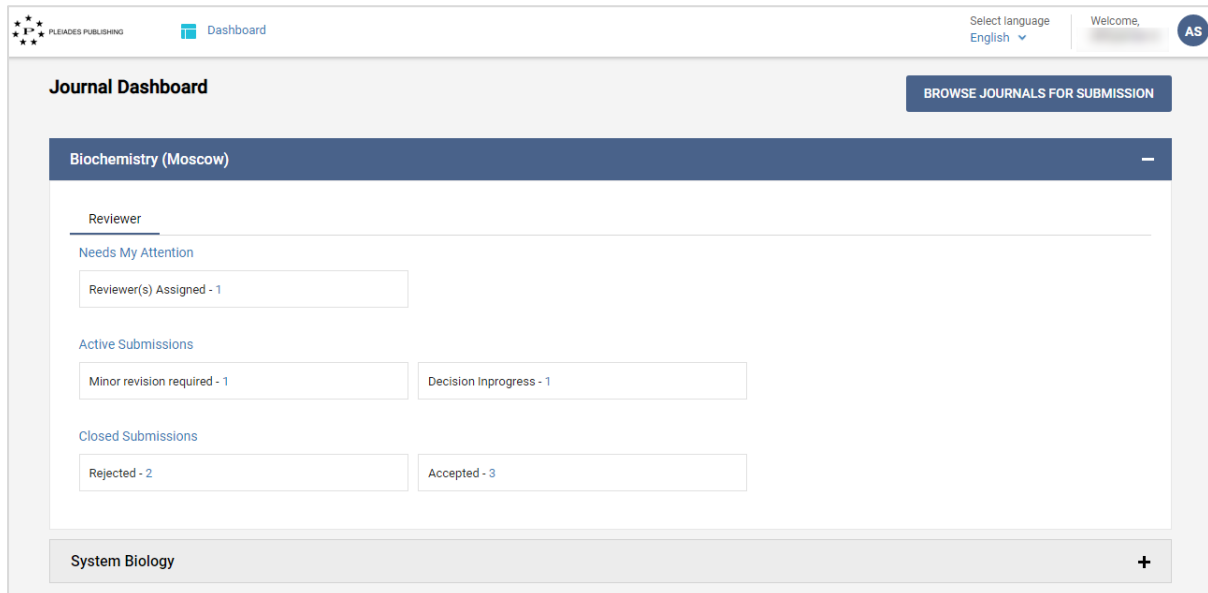 P
PLEIADES PUBLISHING
Dashboard
Select language
English
Welcome,
AS
Journal Dashboard
BROWSE JOURNALS FOR SUBMISSION
Biochemistry (Moscow)
Reviewer
Needs My Attention
Reviewer(s) Assigned - 1
Active Submissions
Minor revision required - 1
Decision Inprogress - 1
Closed Submissions
Rejected - 2
Accepted - 3
System Biology